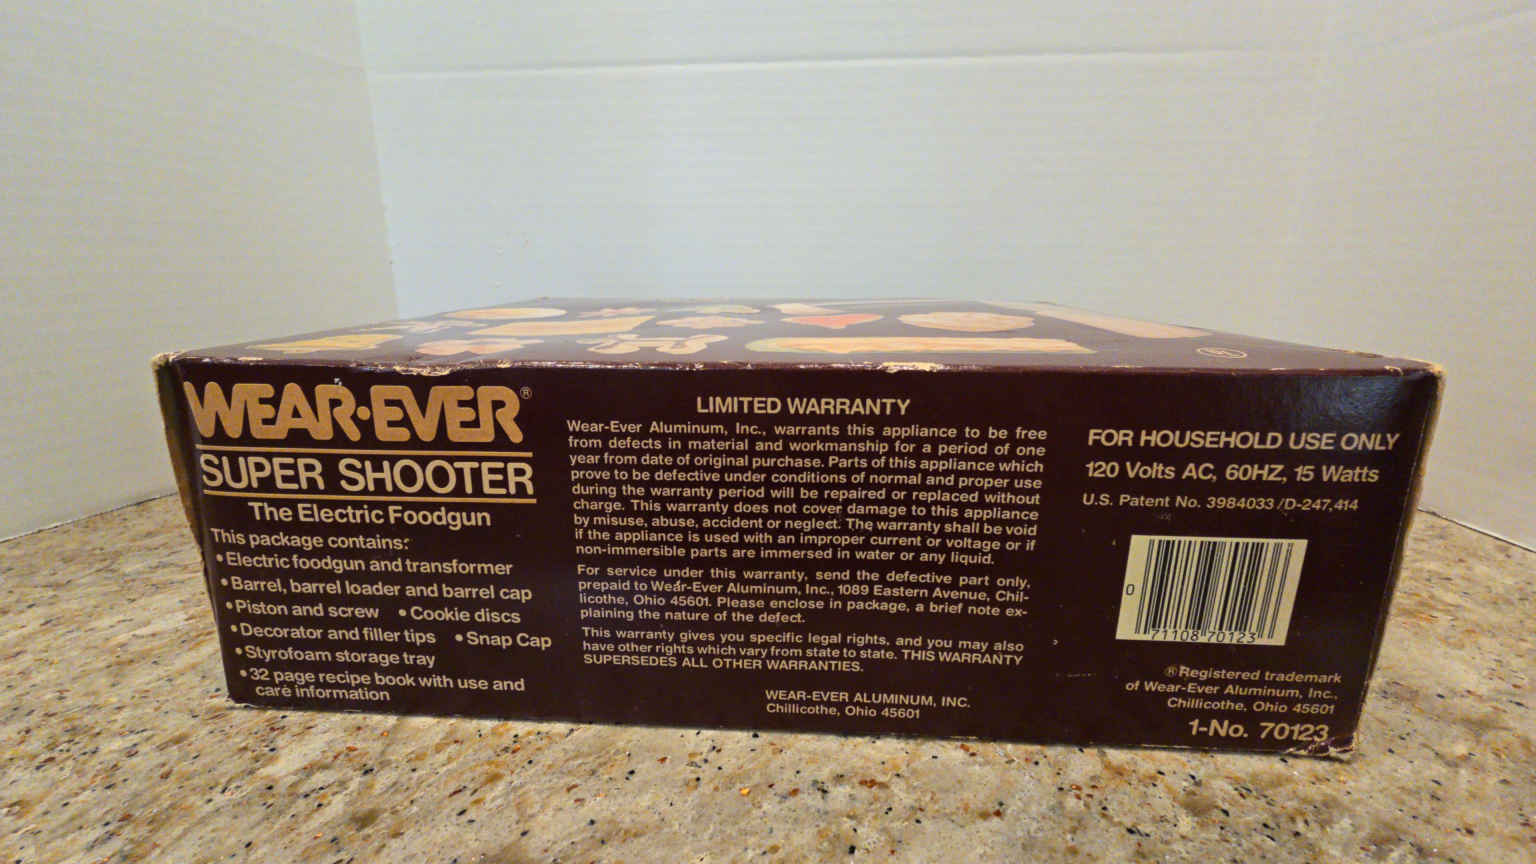 WEAR·EVER®
SUPER SHOOTER
The Electric Foodgun
This package contains:
• Electric foodgun and transformer
• Barrel, barrel loader and barrel cap
• Piston and screw • Cookie discs
• Decorator and filler tips • Snap Cap
• Styrofoam storage tray
• 32 page recipe book with use and
care information
LIMITED WARRANTY
Wear-Ever Aluminum, Inc., warrants this appliance to be free
from defects in material and workmanship for a period of one
year from date of original purchase. Parts of this appliance which
prove to be defective under conditions of normal and proper use
during the warranty period will be repaired or replaced without
charge. This warranty does not cover damage to this appliance
by misuse, abuse, accident or neglect. The warranty shall be void
if the appliance is used with an improper current or voltage or if
non-immersible parts are immersed in water or any liquid.
For service under this warranty, send the defective part only,
prepaid to Wear-Ever Aluminum, Inc., 1089 Eastern Avenue, Chil-
licothe, Ohio 45601. Please enclose in package, a brief note ex-
plaining the nature of the defect.
This warranty gives you specific legal rights, and you may also
have other rights which vary from state to state. THIS WARRANTY
SUPERSEDES ALL OTHER WARRANTIES.
WEAR-EVER ALUMINUM, INC.
Chillicothe, Ohio 45601
FOR HOUSEHOLD USE ONLY
120 Volts AC, 60HZ, 15 Watts
U.S. Patent No. 3984033/D-247,414
0
71108 70123
®Registered trademark
of Wear-Ever Aluminum, Inc.,
Chillicothe, Ohio 45601
1-No. 70123